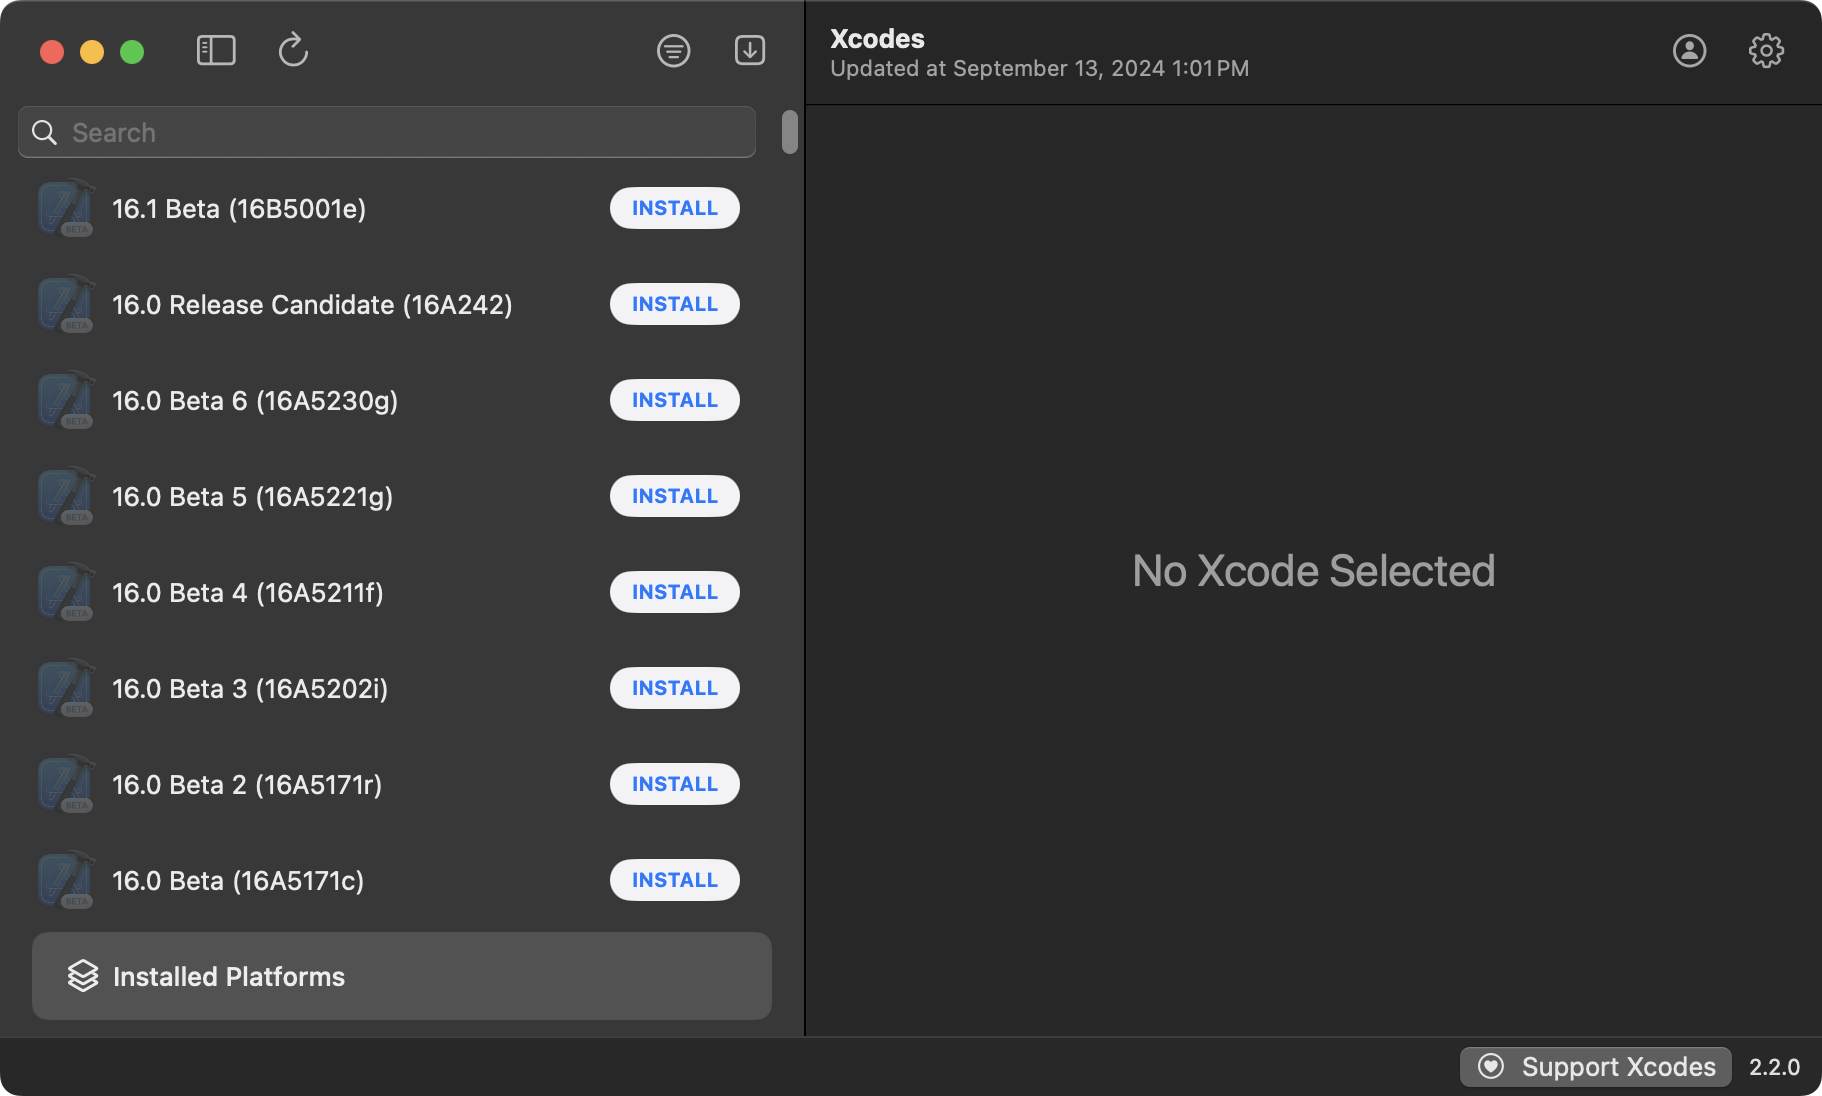 Xcodes
Updated at September 13, 2024 1:01 PM
Search
16.1 Beta (16B5001e)
INSTALL
16.0 Release Candidate (16A242)
INSTALL
16.0 Beta 6 (16A5230g)
INSTALL
16.0 Beta 5 (16A5221g)
INSTALL
16.0 Beta 4 (16A5211f)
INSTALL
16.0 Beta 3 (16A5202i)
INSTALL
16.0 Beta 2 (16A5171r)
INSTALL
16.0 Beta (16A5171c)
INSTALL
BETA
BETA
BETA
BETA
BETA
BETA
BETA
BETA
Installed Platforms
No Xcode Selected
Support Xcodes
2.2.0